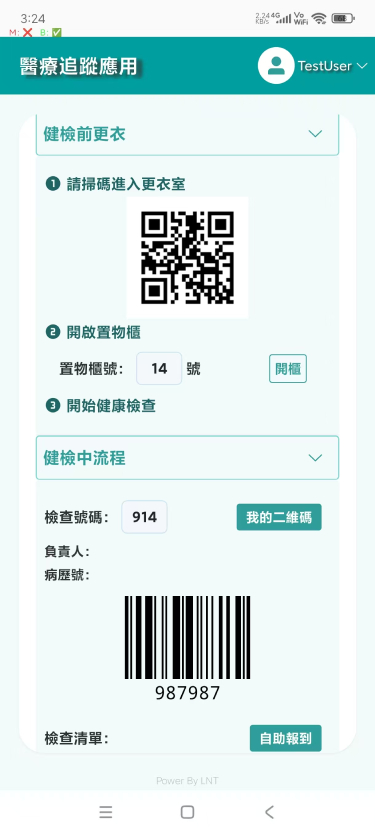 3:24
2.24 KB/s 4G Vo WiFi
M: ❌ B: ✅
醫療追蹤應用
TestUser
健檢前更衣
❶ 請掃碼進入更衣室
❷ 開啟置物櫃
置物櫃號： 14 號 開櫃
❸ 開始健康檢查
健檢中流程
檢查號碼： 914 我的二維碼
負責人：
病歷號：
987987
檢查清單： 自助報到
Power By LNT